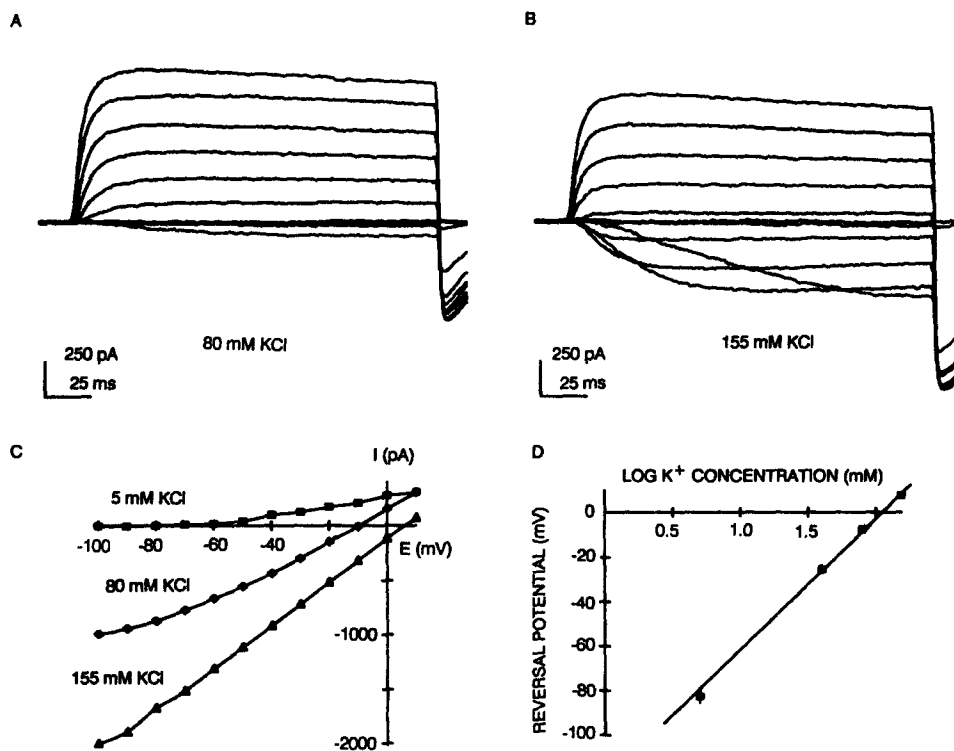 A
80 mM KCl
250 pA
25 ms
B
155 mM KCl
250 pA
25 ms
C
I (pA)
5 mM KCl
-100
-80
-60
-40
E (mV)
80 mM KCl
-1000
155 mM KCl
-2000
D
LOG K⁺ CONCENTRATION (mM)
REVERSAL POTENTIAL (mV)
0
0.5
1.0
1.5
-20
-40
-60
-80
-100